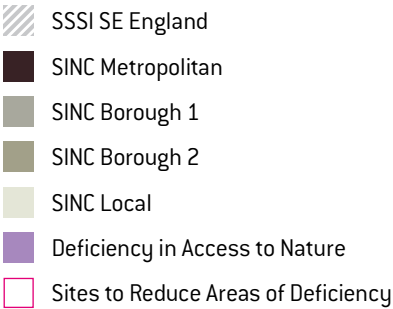 SSSI SE England
SINC Metropolitan
SINC Borough 1
SINC Borough 2
SINC Local
Deficiency in Access to Nature
Sites to Reduce Areas of Deficiency